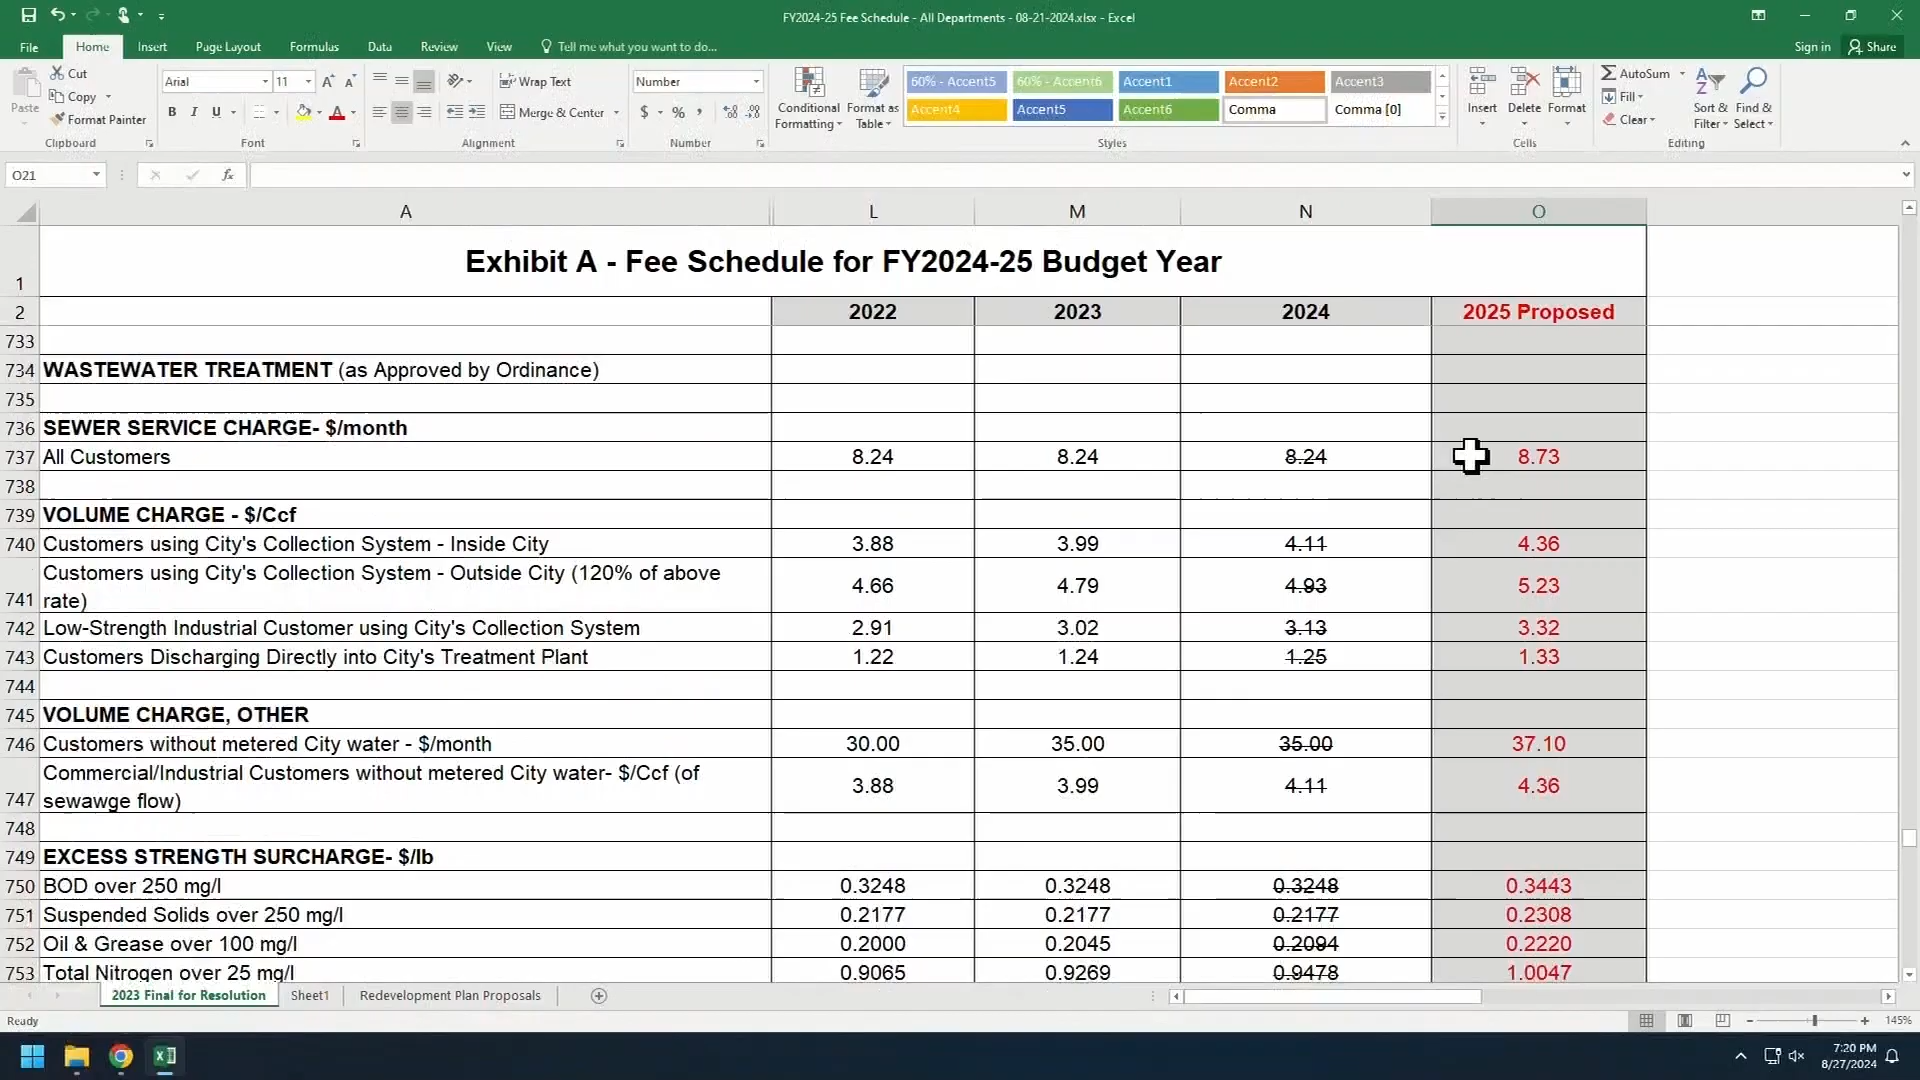 FY2024-25 Fee Schedule - All Departments - 08-21-2024.xlsx - Excel
File Home Insert Page Layout Formulas Data Review View Tell me what you want to do... Sign in Share
Paste Cut Copy Format Painter Clipboard
Arial 11 B I U A Font
Wrap Text Merge & Center Alignment
Number $ % Number
Conditional Formatting Format as Table
60% - Accent5 60% - Accent6 Accent1 Accent2 Accent3
Accent4 Accent5 Accent6 Comma Comma [0]
Styles
Insert Delete Format Cells
AutoSum Fill Clear Sort & Filter Find & Select Editing
O21 fx
A L M N O
1 Exhibit A - Fee Schedule for FY2024-25 Budget Year
2 2022 2023 2024 2025 Proposed
733
734 WASTEWATER TREATMENT (as Approved by Ordinance)
735
736 SEWER SERVICE CHARGE- $/month
737 All Customers 8.24 8.24 8.24 8.73
738
739 VOLUME CHARGE - $/Ccf
740 Customers using City's Collection System - Inside City 3.88 3.99 4.11 4.36
741 Customers using City's Collection System - Outside City (120% of above
rate) 4.66 4.79 4.93 5.23
742 Low-Strength Industrial Customer using City's Collection System 2.91 3.02 3.13 3.32
743 Customers Discharging Directly into City's Treatment Plant 1.22 1.24 1.25 1.33
744
745 VOLUME CHARGE, OTHER
746 Customers without metered City water - $/month 30.00 35.00 35.00 37.10
747 Commercial/Industrial Customers without metered City water- $/Ccf (of
sewawge flow) 3.88 3.99 4.11 4.36
748
749 EXCESS STRENGTH SURCHARGE- $/lb
750 BOD over 250 mg/l 0.3248 0.3248 0.3248 0.3443
751 Suspended Solids over 250 mg/l 0.2177 0.2177 0.2177 0.2308
752 Oil & Grease over 100 mg/l 0.2000 0.2045 0.2094 0.2220
753 Total Nitrogen over 25 mg/l 0.9065 0.9269 0.9478 1.0047
2023 Final for Resolution Sheet1 Redevelopment Plan Proposals
Ready 145%
7:20 PM
8/27/2024